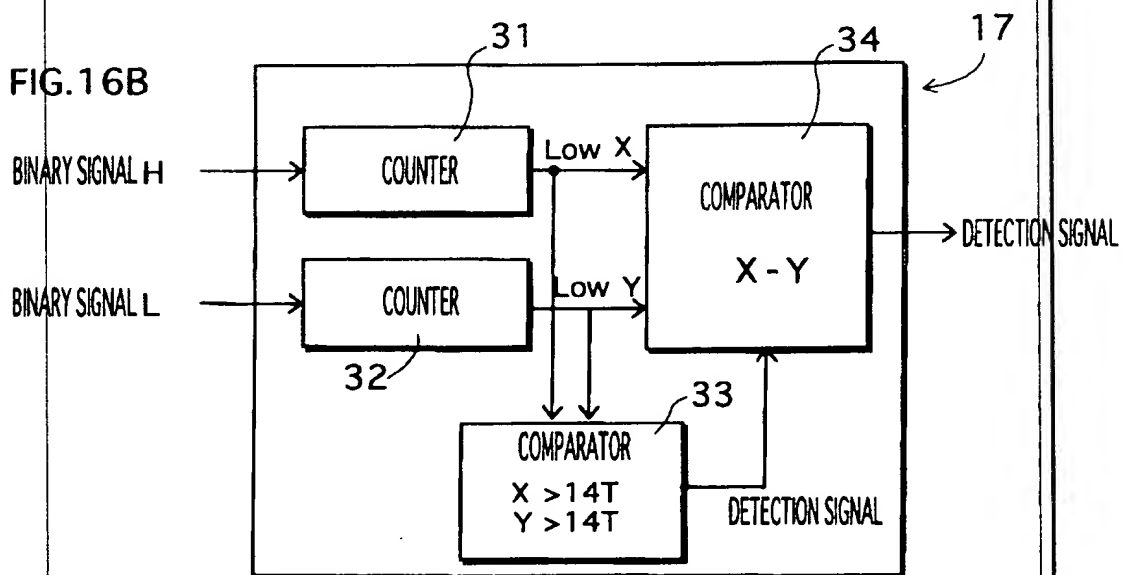 FIG.16B
31
34
17
BINARY SIGNAL H
COUNTER
Low X
COMPARATOR
X - Y
DETECTION SIGNAL
BINARY SIGNAL L
COUNTER
Low Y
32
33
COMPARATOR
X >14T
Y >14T
DETECTION SIGNAL